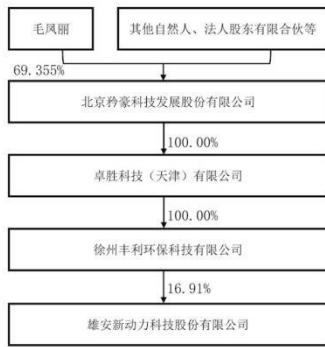 毛凤丽
其他自然人、法人股东有限合伙等
69.355%
北京矜豪科技发展股份有限公司
100.00%
卓胜科技（天津）有限公司
100.00%
徐州丰利环保科技有限公司
16.91%
雄安新动力科技股份有限公司